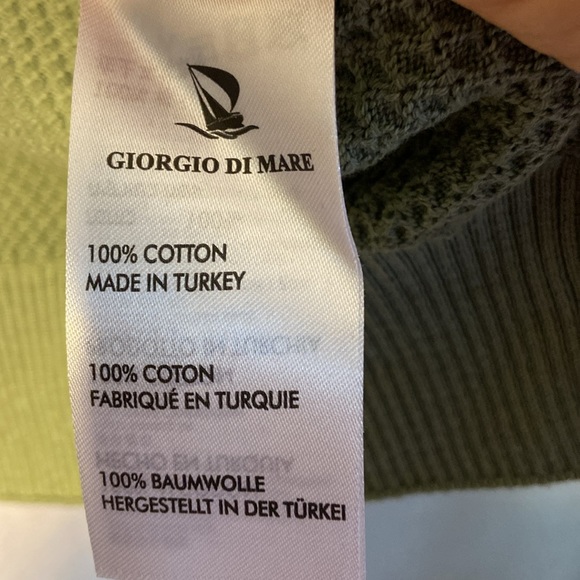 GIORGIO DI MARE
100% COTTON
MADE IN TURKEY
100% COTON
FABRIQUÉ EN TURQUIE
100% BAUMWOLLE
HERGESTELLT IN DER TÜRKEI